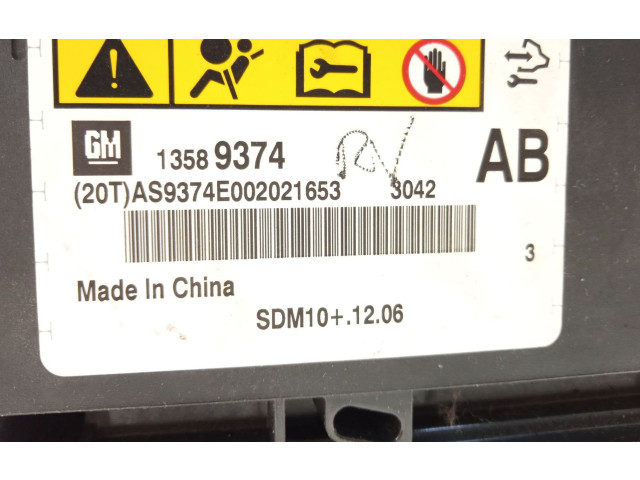 GM 1358 9374 AB
(20T)AS9374E002021653 3042
3
Made In China
SDM10+.12.06